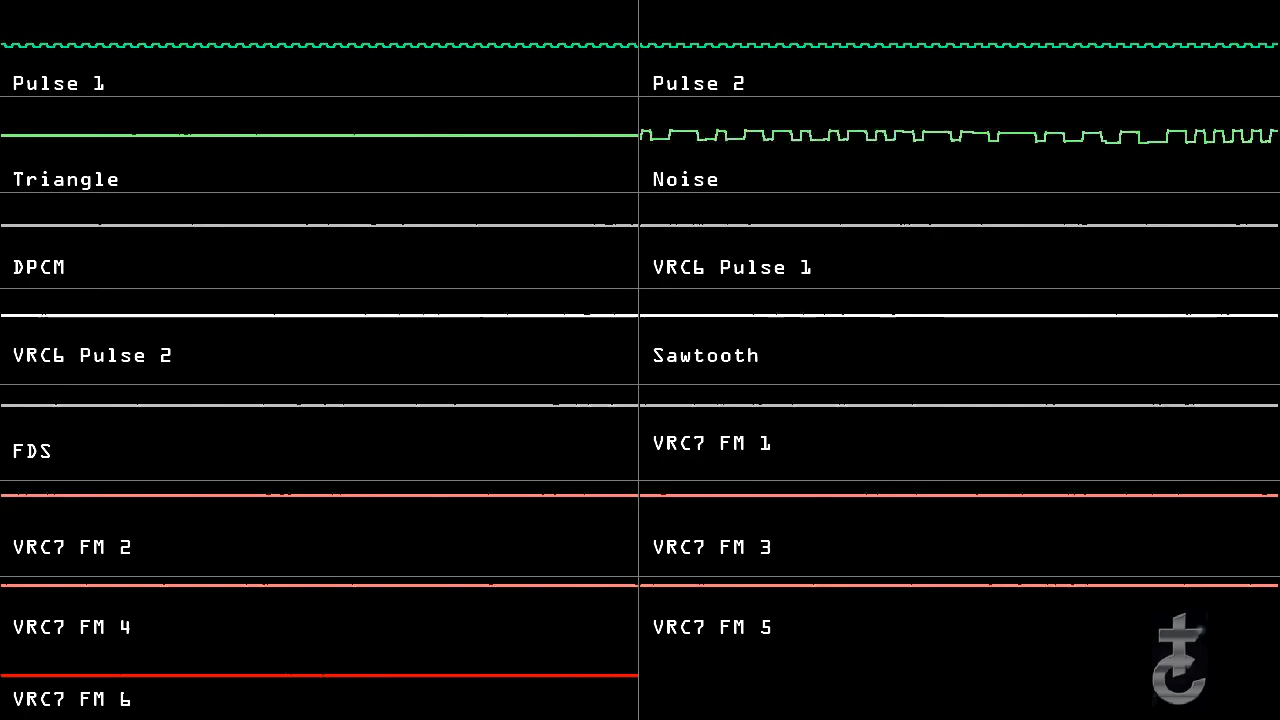 Pulse 1
Pulse 2
Triangle
Noise
DPCM
VRC6 Pulse 1
VRC6 Pulse 2
Sawtooth
FDS
VRC7 FM 1
VRC7 FM 2
VRC7 FM 3
VRC7 FM 4
VRC7 FM 5
VRC7 FM 6